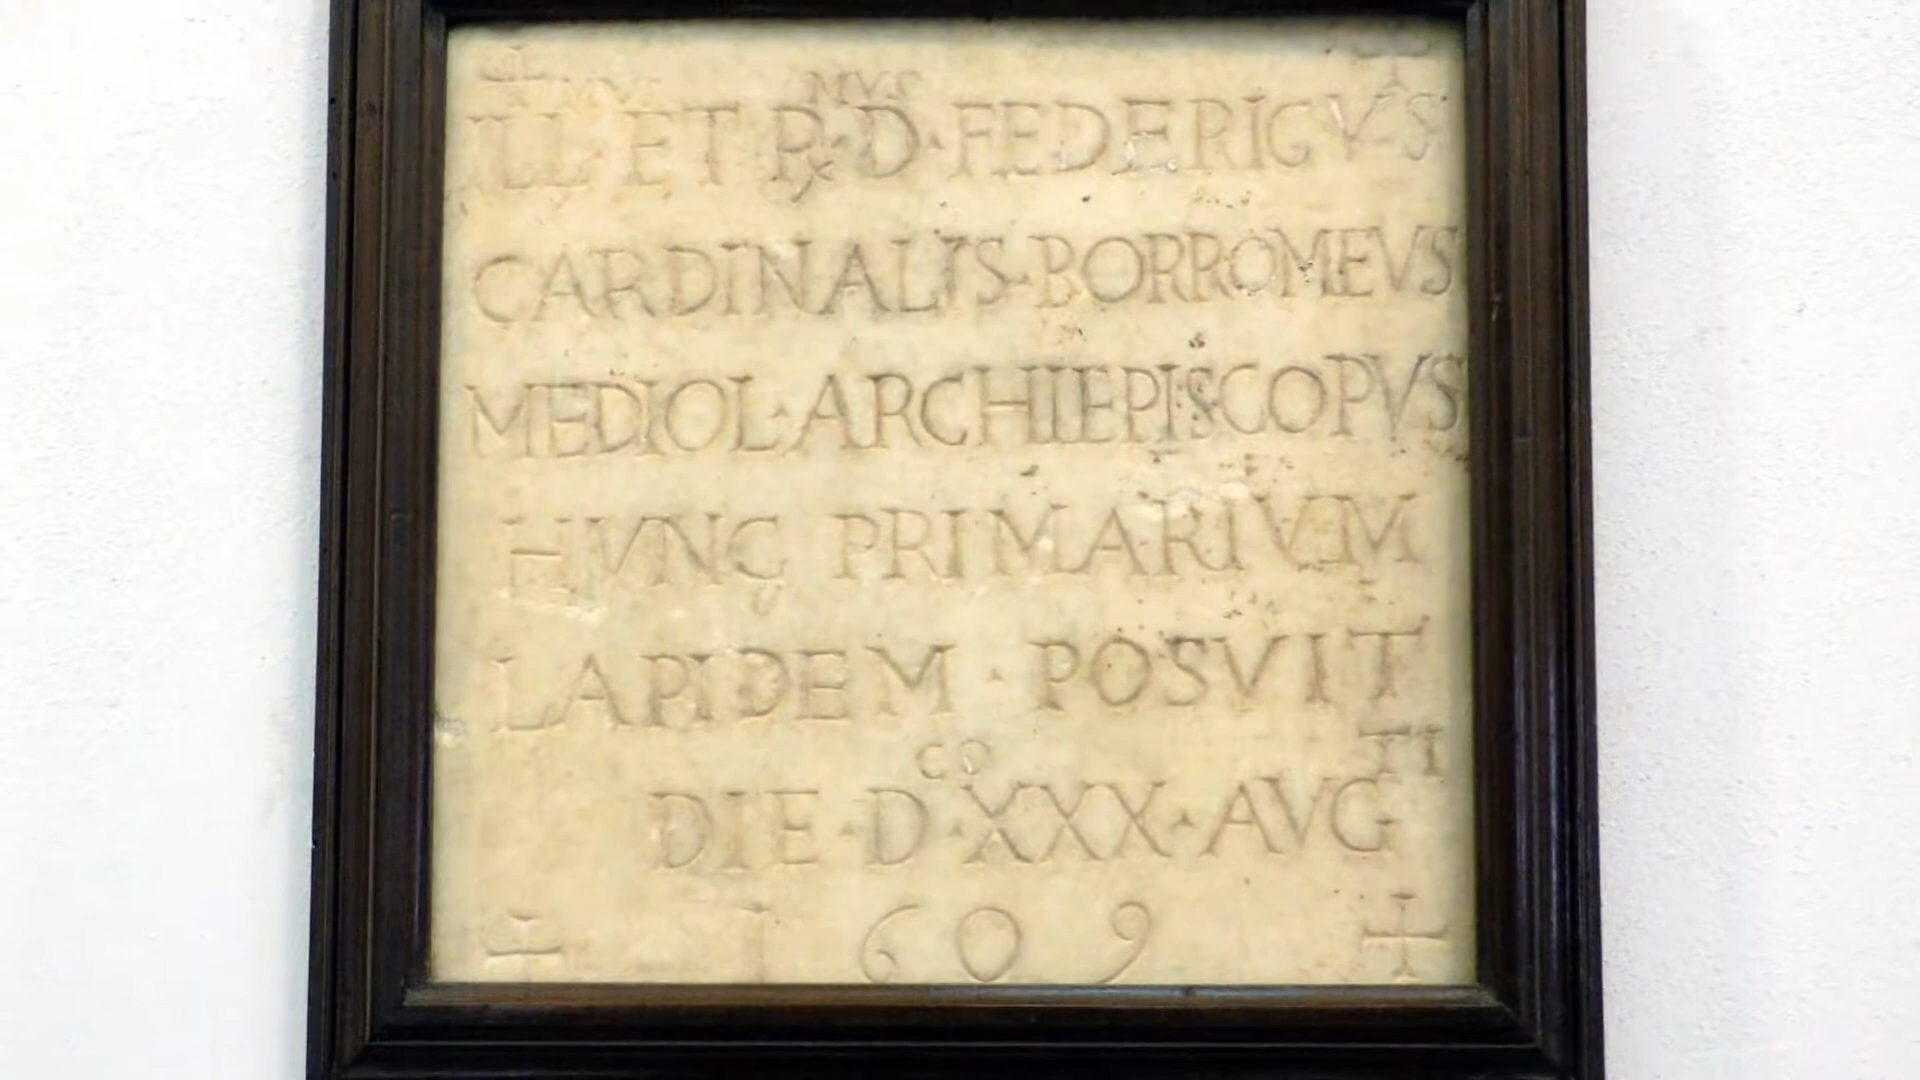 ILL ET R MVS D FEDERICVS
CARDINALIS BORROMEVS
MEDIOL ARCHIEPISCOPVS
HVNC PRIMARIVM
LAPIDEM · POSVIT
DIE · D CO · XXX · AVG TI
1609